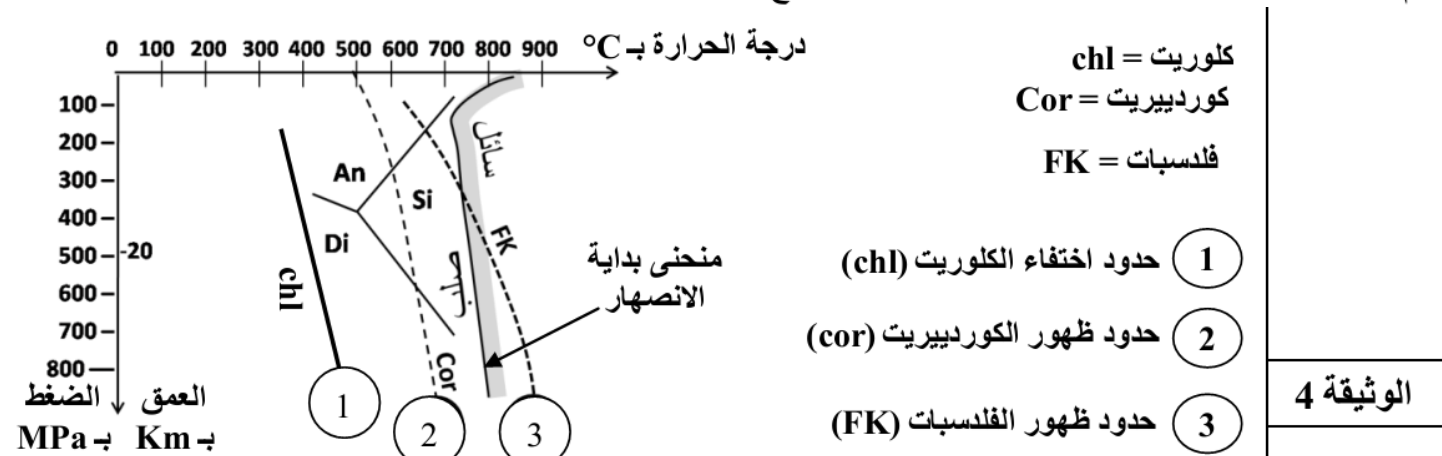 درجة الحرارة بـ °C
0 100 200 300 400 500 600 700 800 900
100
200
300
400
500 -20
600
700
800
الضغط العمق
بـ MPa بـ Km
An
Si
Di
chl
Cor
FK
سائل
منحنى بداية
الانصهار
1
2
3
كلوريت = chl
كوردييريت = Cor
فلدسبات = FK
1 حدود اختفاء الكلوريت (chl)
2 حدود ظهور الكوردييريت (cor)
3 حدود ظهور الفلدسبات (FK)
الوثيقة 4